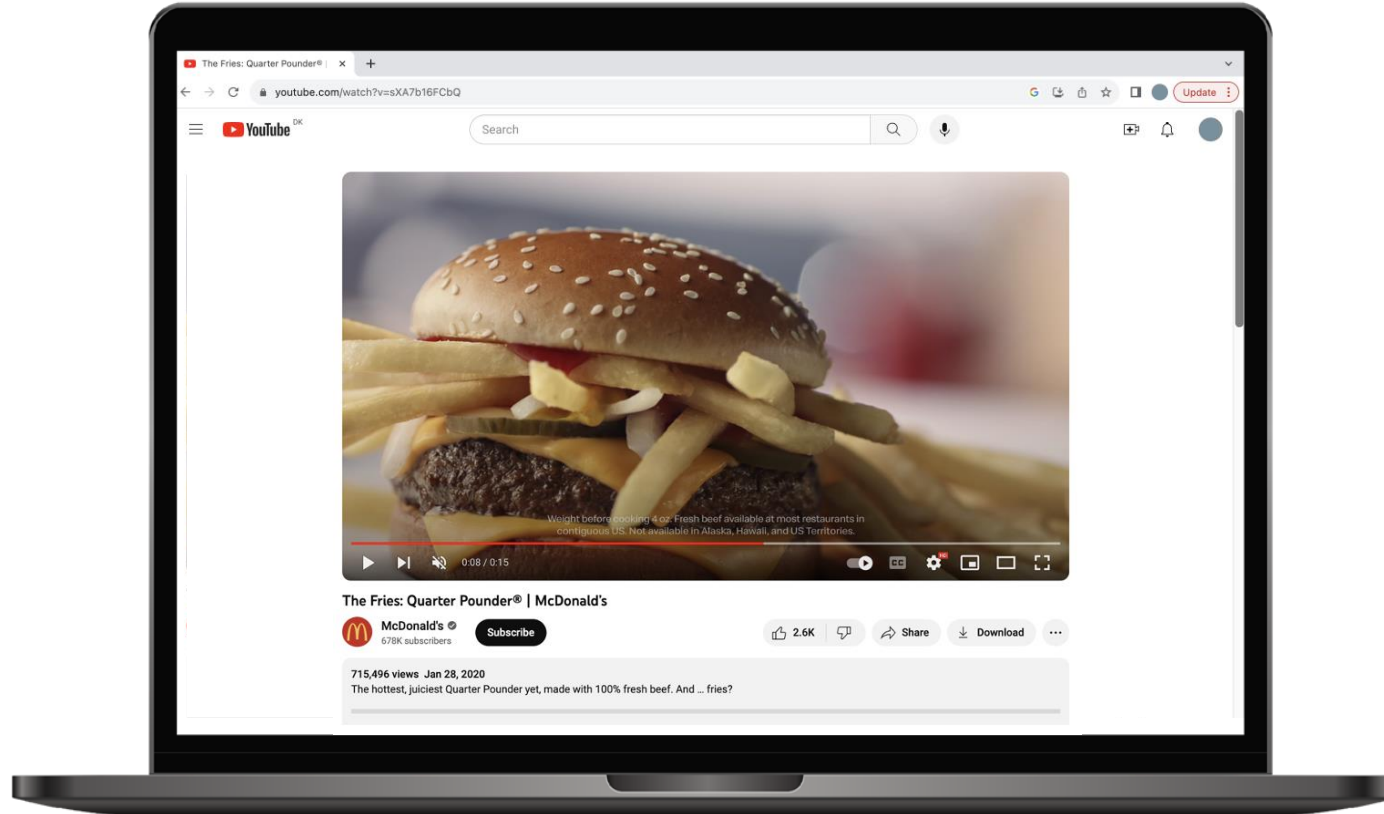 The Fries: Quarter Pounder® |
youtube.com/watch?v=sXA7b16FCbQ
G
Update
YouTube DK
Search
Weight before cooking 4 oz. Fresh beef available at most restaurants in
contiguous US. Not available in Alaska, Hawaii, and US Territories.
0:08 / 0:15
CC
HD
The Fries: Quarter Pounder® | McDonald's
McDonald's
678K subscribers
Subscribe
2.6K
Share
Download
715,496 views Jan 28, 2020
The hottest, juiciest Quarter Pounder yet, made with 100% fresh beef. And ... fries?